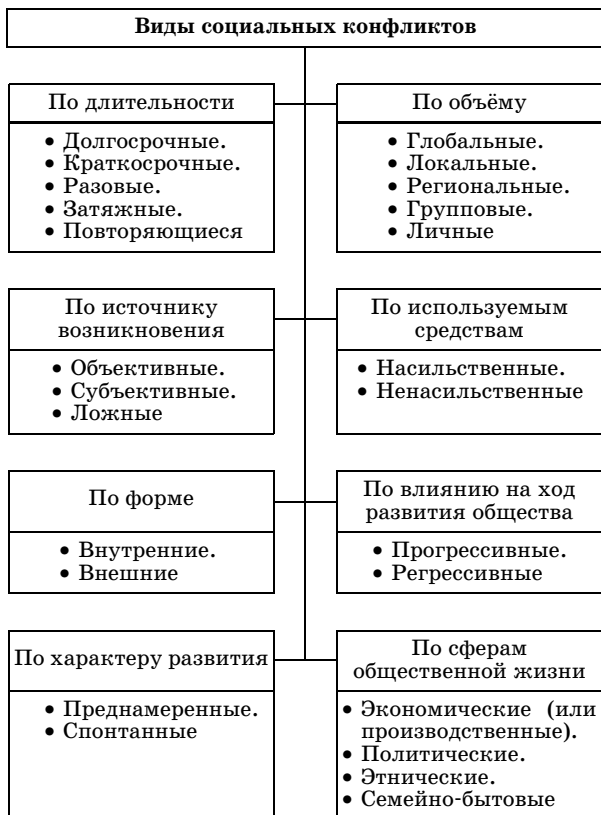 Виды социальных конфликтов
По длительности
• Долгосрочные.
• Краткосрочные.
• Разовые.
• Затяжные.
• Повторяющиеся
По объёму
• Глобальные.
• Локальные.
• Региональные.
• Групповые.
• Личные
По источнику
возникновения
• Объективные.
• Субъективные.
• Ложные
По используемым
средствам
• Насильственные.
• Ненасильственные
По форме
• Внутренние.
• Внешние
По влиянию на ход
развития общества
• Прогрессивные.
• Регрессивные
По характеру развития
• Преднамеренные.
• Спонтанные
По сферам
общественной жизни
• Экономические (или
производственные).
• Политические.
• Этнические.
• Семейно-бытовые